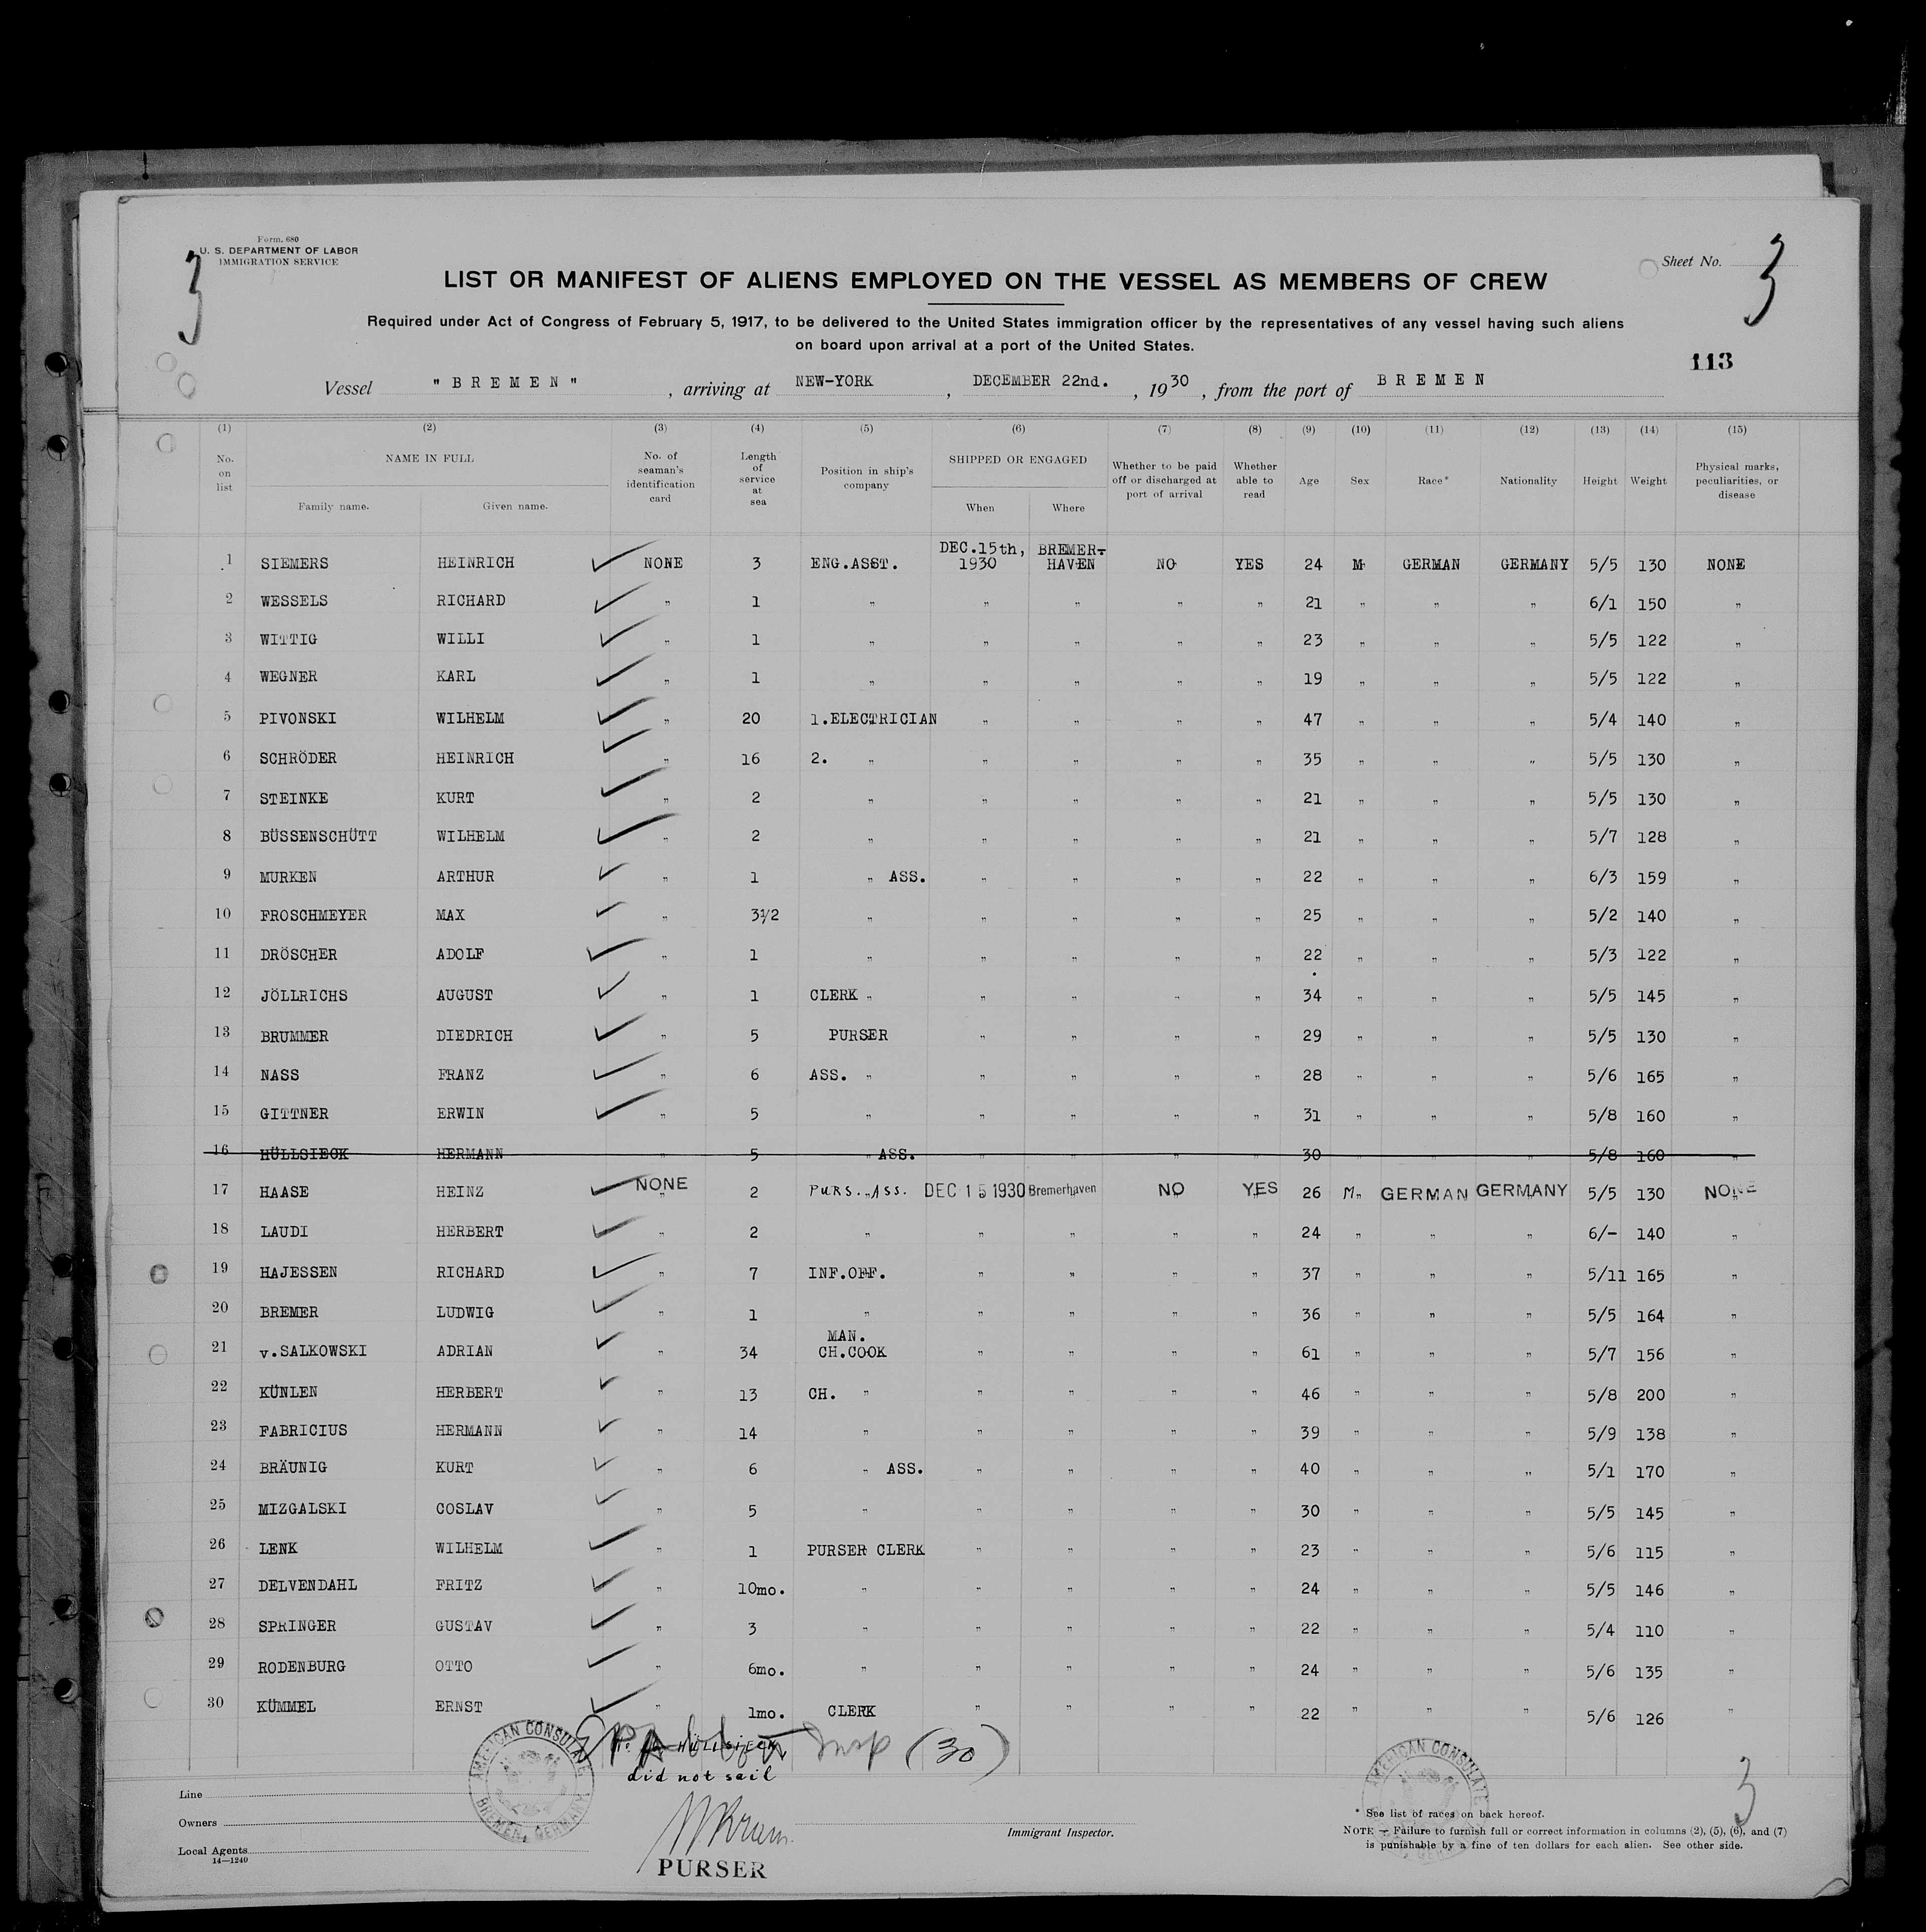 Form. 680
U. S. DEPARTMENT OF LABOR
IMMIGRATION SERVICE
3
Sheet No. 3
LIST OR MANIFEST OF ALIENS EMPLOYED ON THE VESSEL AS MEMBERS OF CREW
Required under Act of Congress of February 5, 1917, to be delivered to the United States immigration officer by the representatives of any vessel having such aliens
on board upon arrival at a port of the United States.
113
Vessel "BREMEN", arriving at NEW-YORK, DECEMBER 22nd., 1930, from the port of BREMEN
(1) (2) (3) (4) (5) (6) (7) (8) (9) (10) (11) (12) (13) (14) (15)
No. on list NAME IN FULL Family name. Given name. No. of seaman's identification card Length of service at sea Position in ship's company SHIPPED OR ENGAGED When Where Whether to be paid off or discharged at port of arrival Whether able to read Age Sex Race* Nationality Height Weight Physical marks, peculiarities, or disease
1 SIEMERS HEINRICH NONE 3 ENG.ASST. DEC.15th, 1930 BREMER-HAVEN NO YES 24 M GERMAN GERMANY 5/5 130 NONE
2 WESSELS RICHARD " 1 " " " " " 21 " " " 6/1 150 "
3 WITTIG WILLI " 1 " " " " " 23 " " " 5/5 122 "
4 WEGNER KARL " 1 " " " " " 19 " " " 5/5 122 "
5 PIVONSKI WILHELM " 20 1.ELECTRICIAN " " " " 47 " " " 5/4 140 "
6 SCHRÖDER HEINRICH " 16 2. " " " " " 35 " " " 5/5 130 "
7 STEINKE KURT " 2 " " " " " 21 " " " 5/5 130 "
8 BÜSSENSCHÜTT WILHELM " 2 " " " " " 21 " " " 5/7 128 "
9 MURKEN ARTHUR " 1 " ASS. " " " " 22 " " " 6/3 159 "
10 FROSCHMEYER MAX " 3½ " " " " " 25 " " " 5/2 140 "
11 DRÖSCHER ADOLF " 1 " " " " " 22 " " " 5/3 122 "
12 JÖLLRICHS AUGUST " 1 CLERK " " " " " 34 " " " 5/5 145 "
13 BRUMMER DIEDRICH " 5 PURSER " " " " 29 " " " 5/5 130 "
14 NASS FRANZ " 6 ASS. " " " " " 28 " " " 5/6 165 "
15 GITTNER ERWIN " 5 " " " " " 31 " " " 5/8 160 "
16 HÜLLSIECK HERMANN 5 " ASS. " " " " 30 " " " 5/8 160 "
17 HAASE HEINZ NONE 2 PURS. ASS. DEC 15 1930 Bremerhaven NO YES 26 M GERMAN GERMANY 5/5 130 NONE
18 LAUDI HERBERT " 2 " " " " " 24 " " " 6/- 140 "
19 HAJESSEN RICHARD " 7 INF.OFF. " " " " 37 " " " 5/11 165 "
20 BREMER LUDWIG " 1 " " " " " 36 " " " 5/5 164 "
21 v.SALKOWSKI ADRIAN " 34 MAN. CH.COOK " " " " 61 " " " 5/7 156 "
22 KÜNLEN HERBERT " 13 CH. " " " " " 46 " " " 5/8 200 "
23 FABRICIUS HERMANN " 14 " " " " " 39 " " " 5/9 138 "
24 BRÄUNIG KURT " 6 " ASS. " " " " 40 " " " 5/1 170 "
25 MIZGALSKI COSLAV " 5 " " " " " 30 " " " 5/5 145 "
26 LENK WILHELM " 1 PURSER CLERK " " " " 23 " " " 5/6 115 "
27 DELVENDAHL FRITZ " 10mo. " " " " " 24 " " " 5/5 146 "
28 SPRINGER GUSTAV " 3 " " " " " 22 " " " 5/4 110 "
29 RODENBURG OTTO " 6mo. " " " " " 24 " " " 5/6 135 "
30 KÜMMEL ERNST " 1mo. CLERK " " " " 22 " " " 5/6 126 "
HÜLLSIECK
Insp (30)
did not sail
AMERICAN CONSULATE
BREMEN, GERMANY
AMERICAN CONSULATE
3
Line
Owners
Local Agents
14—1240
PURSER
Immigrant Inspector.
* See list of races on back hereof.
NOTE — Failure to furnish full or correct information in columns (2), (5), (6), and (7)
is punishable by a fine of ten dollars for each alien. See other side.